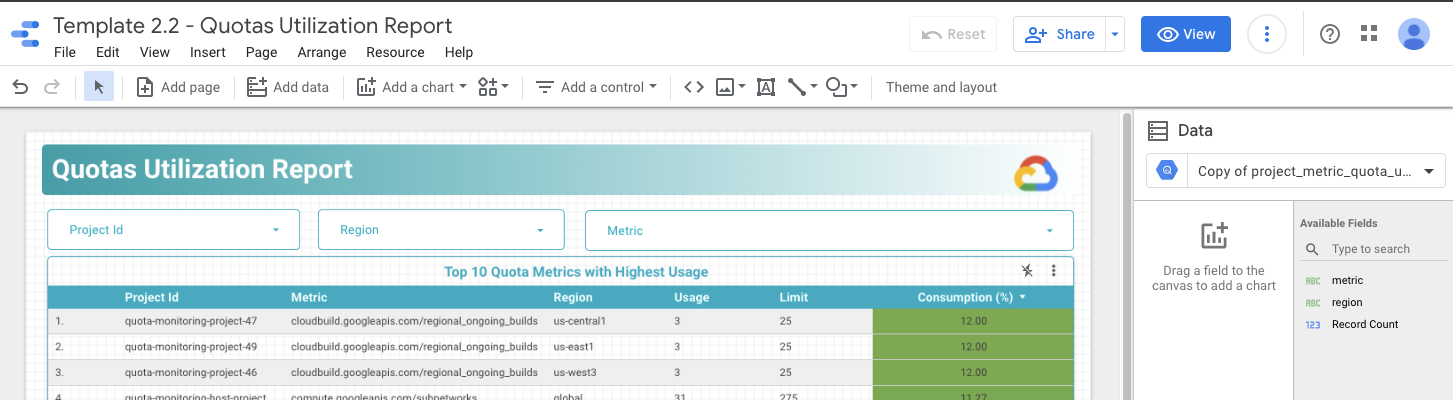 Template 2.2 - Quotas Utilization Report
File Edit View Insert Page Arrange Resource Help
Reset Share View
Add page Add data Add a chart Add a control Theme and layout
Data
Copy of project_metric_quota_u...
Quotas Utilization Report
Project Id Region Metric
Top 10 Quota Metrics with Highest Usage
Project Id Metric Region Usage Limit Consumption (%)
1. quota-monitoring-project-47 cloudbuild.googleapis.com/regional_ongoing_builds us-central1 3 25 12.00
2. quota-monitoring-project-49 cloudbuild.googleapis.com/regional_ongoing_builds us-east1 3 25 12.00
3. quota-monitoring-project-46 cloudbuild.googleapis.com/regional_ongoing_builds us-west3 3 25 12.00
4. quota-monitoring-host-project compute.googleapis.com/subnetworks global 31 275 11.27
Drag a field to the
canvas to add a chart
Available Fields
Type to search
ABC metric
ABC region
123 Record Count